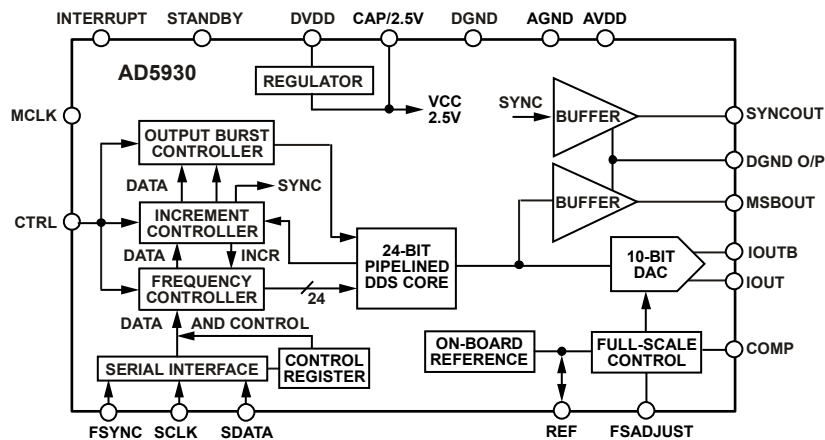 INTERRUPT STANDBY DVDD CAP/2.5V DGND AGND AVDD
AD5930
REGULATOR
VCC
2.5V
MCLK
SYNC
BUFFER
SYNCOUT
OUTPUT BURST
CONTROLLER
DGND O/P
DATA
SYNC
BUFFER
MSBOUT
CTRL
INCREMENT
CONTROLLER
24-BIT
PIPELINED
DDS CORE
10-BIT
DAC
IOUTB
IOUT
DATA
INCR
FREQUENCY
CONTROLLER
24
DATA AND CONTROL
ON-BOARD
REFERENCE
FULL-SCALE
CONTROL
COMP
SERIAL INTERFACE
CONTROL
REGISTER
FSYNC SCLK SDATA REF FSADJUST